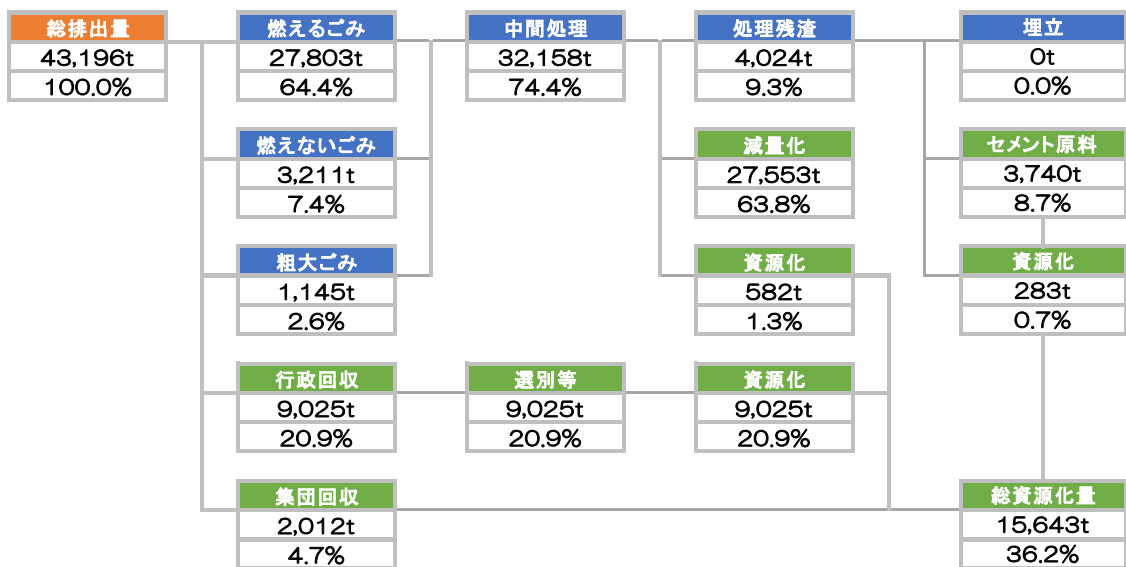 総排出量
43,196t
100.0%
燃えるごみ
27,803t
64.4%
中間処理
32,158t
74.4%
処理残渣
4,024t
9.3%
埋立
0t
0.0%
燃えないごみ
3,211t
7.4%
減量化
27,553t
63.8%
セメント原料
3,740t
8.7%
粗大ごみ
1,145t
2.6%
資源化
582t
1.3%
資源化
283t
0.7%
行政回収
9,025t
20.9%
選別等
9,025t
20.9%
資源化
9,025t
20.9%
集団回収
2,012t
4.7%
総資源化量
15,643t
36.2%